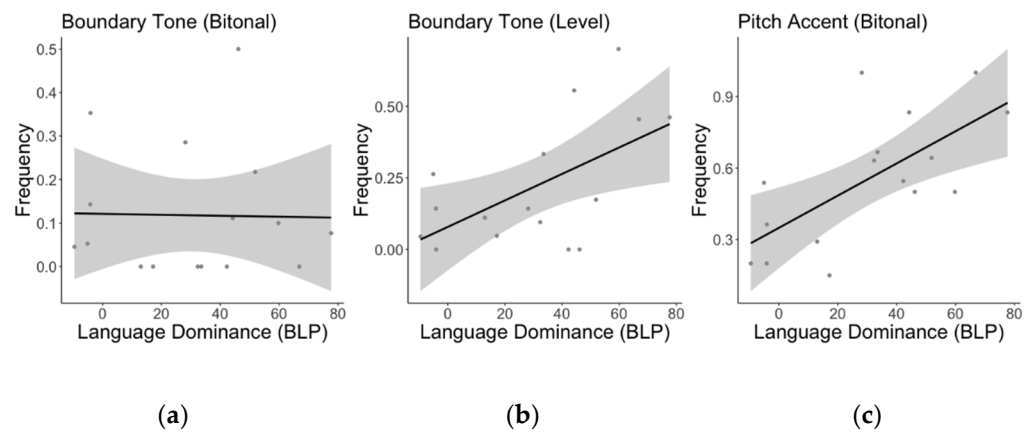 Boundary Tone (Bitonal)
Frequency
0.5
0.4
0.3
0.2
0.1
0.0
0 20 40 60 80
Language Dominance (BLP)
(a)
Boundary Tone (Level)
Frequency
0.50
0.25
0.00
0 20 40 60 80
Language Dominance (BLP)
(b)
Pitch Accent (Bitonal)
Frequency
0.9
0.6
0.3
0 20 40 60 80
Language Dominance (BLP)
(c)